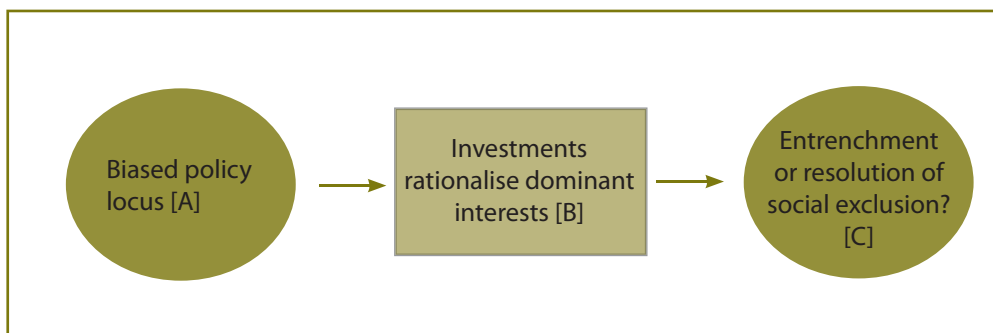 Biased policy
locus [A]
Investments
rationalise dominant
interests [B]
Entrenchment
or resolution of
social exclusion?
[C]